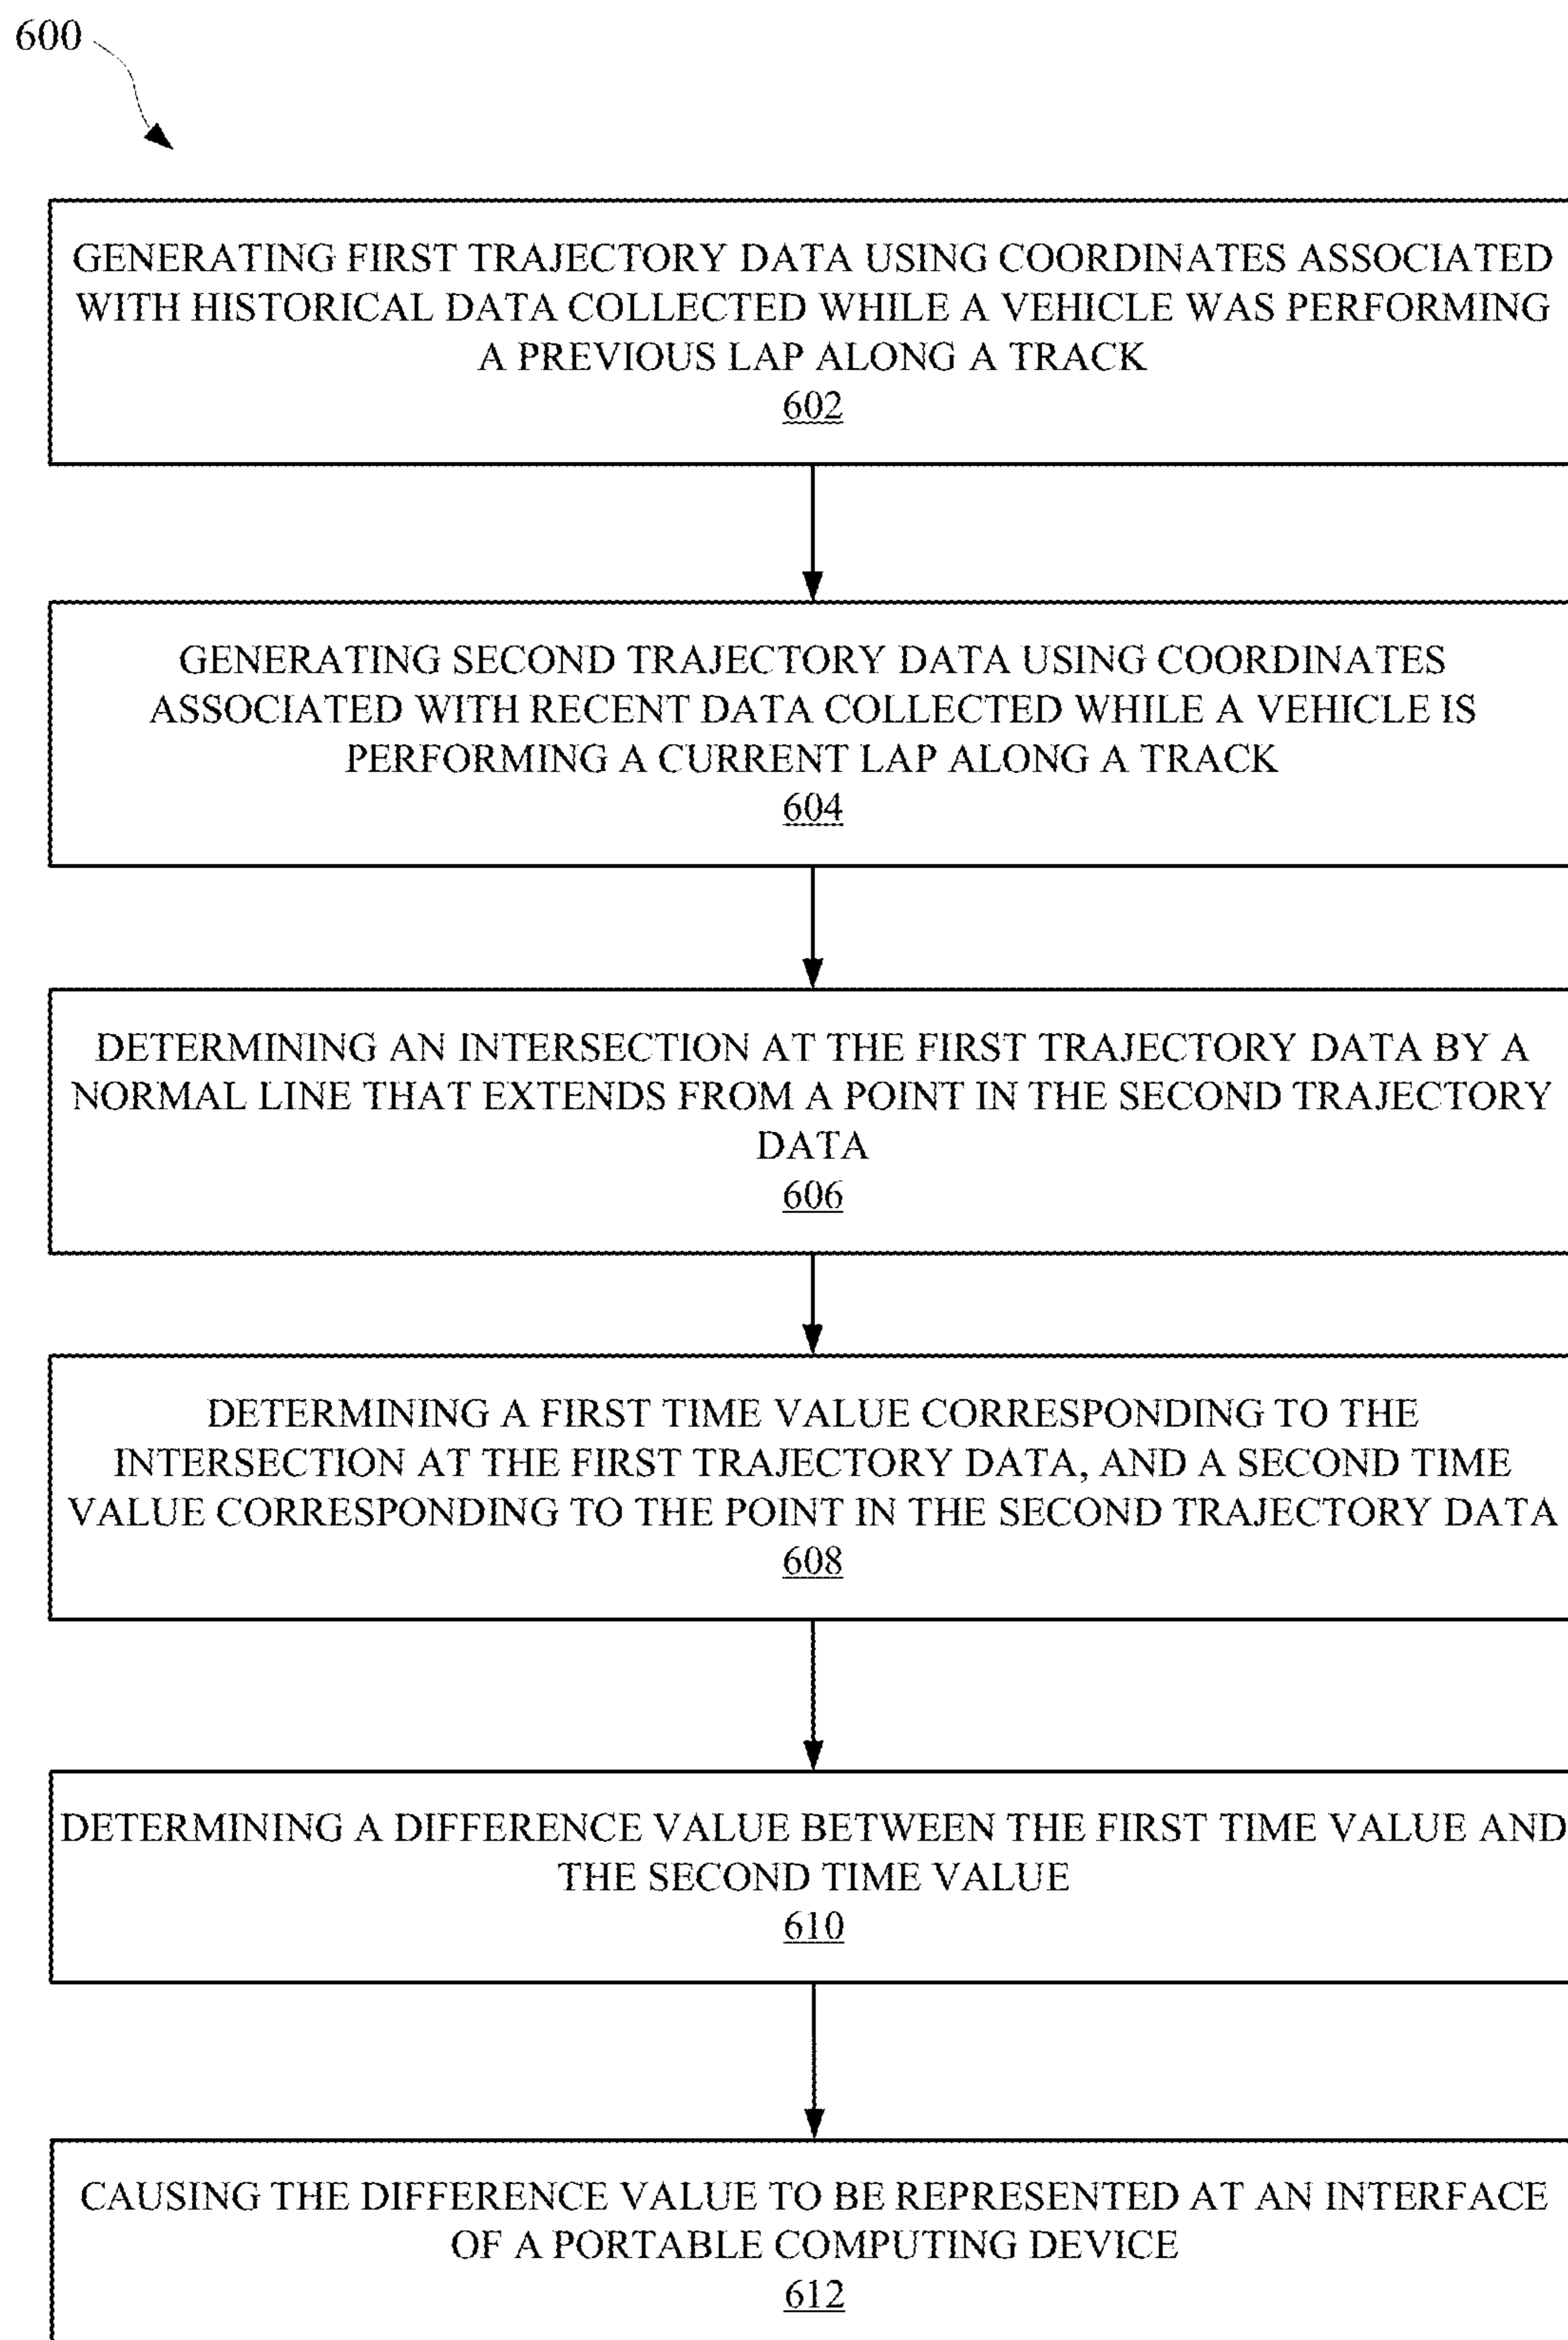 600
GENERATING FIRST TRAJECTORY DATA USING COORDINATES ASSOCIATED
WITH HISTORICAL DATA COLLECTED WHILE A VEHICLE WAS PERFORMING
A PREVIOUS LAP ALONG A TRACK
602
GENERATING SECOND TRAJECTORY DATA USING COORDINATES
ASSOCIATED WITH RECENT DATA COLLECTED WHILE A VEHICLE IS
PERFORMING A CURRENT LAP ALONG A TRACK
604
DETERMINING AN INTERSECTION AT THE FIRST TRAJECTORY DATA BY A
NORMAL LINE THAT EXTENDS FROM A POINT IN THE SECOND TRAJECTORY
DATA
606
DETERMINING A FIRST TIME VALUE CORRESPONDING TO THE
INTERSECTION AT THE FIRST TRAJECTORY DATA, AND A SECOND TIME
VALUE CORRESPONDING TO THE POINT IN THE SECOND TRAJECTORY DATA
608
DETERMINING A DIFFERENCE VALUE BETWEEN THE FIRST TIME VALUE AND
THE SECOND TIME VALUE
610
CAUSING THE DIFFERENCE VALUE TO BE REPRESENTED AT AN INTERFACE
OF A PORTABLE COMPUTING DEVICE
612